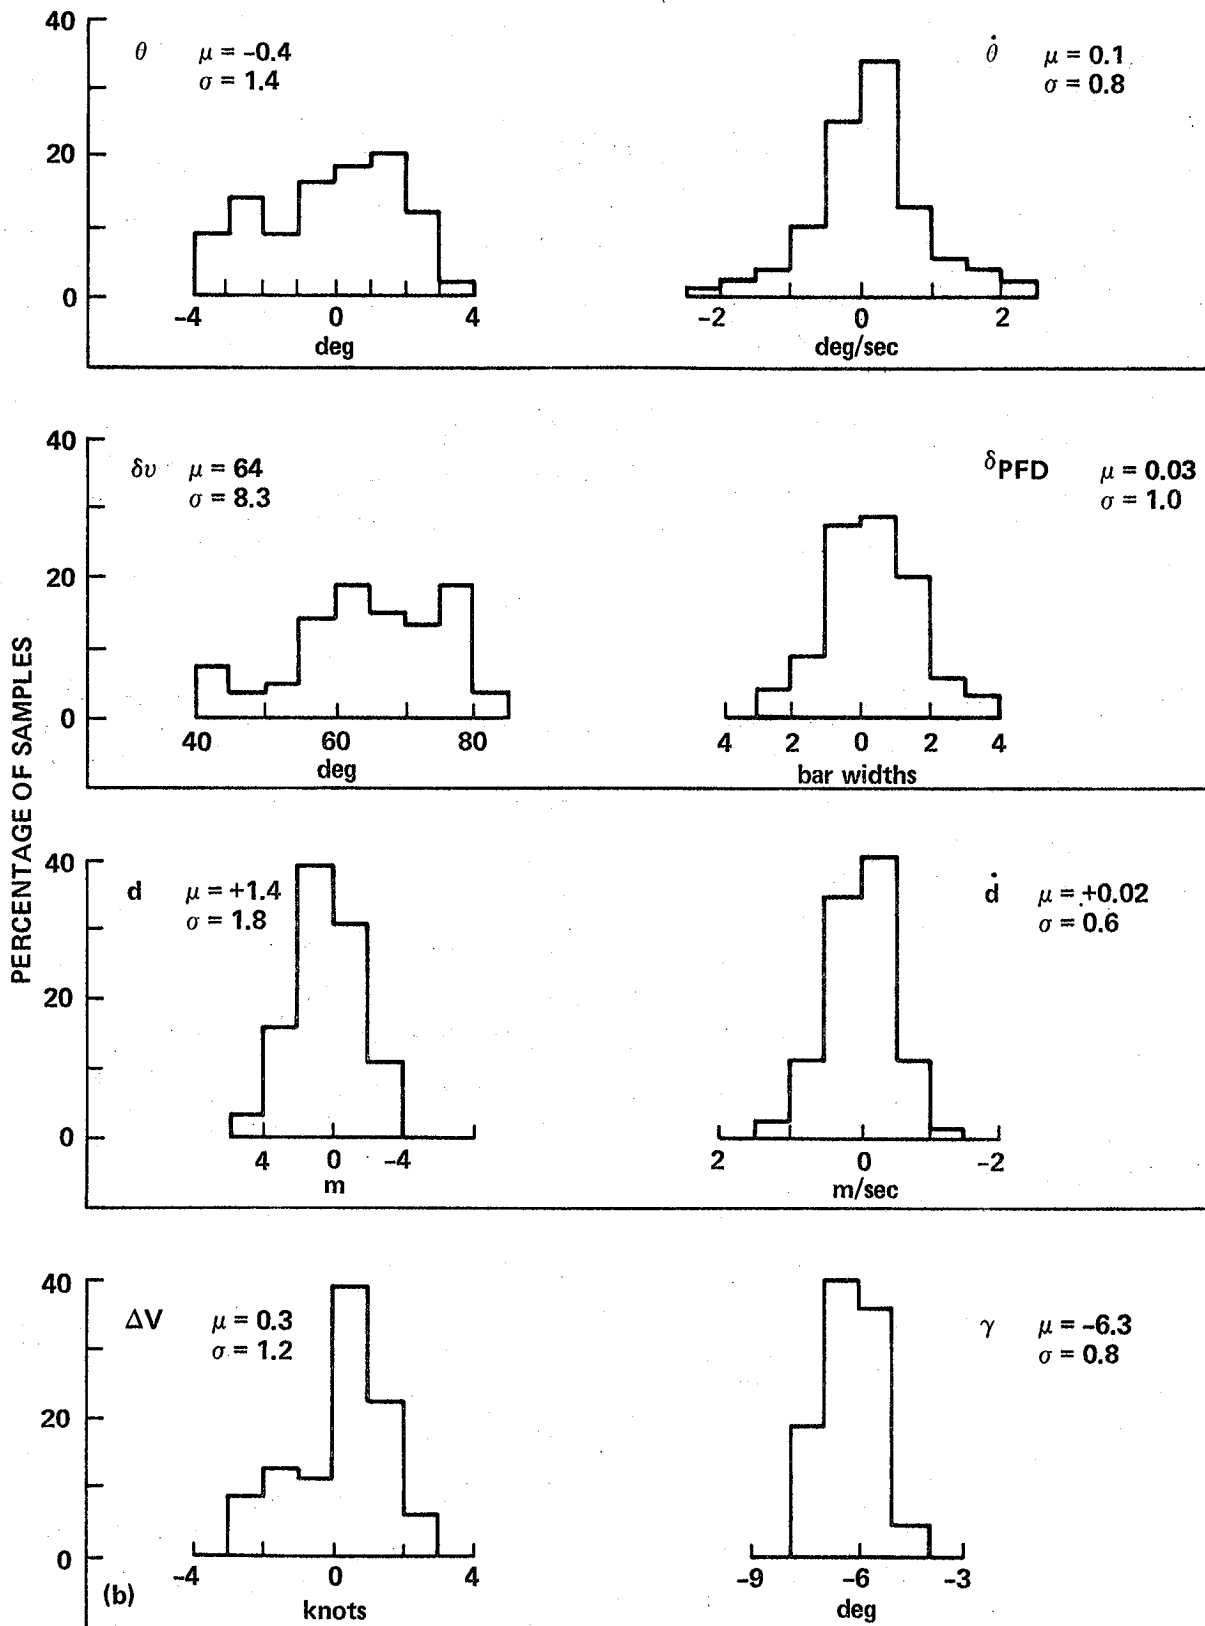 PERCENTAGE OF SAMPLES
40
20
0
θ μ = -0.4
σ = 1.4
-4 0 4
deg
θ̇ μ = 0.1
σ = 0.8
-2 0 2
deg/sec
40
20
0
δυ μ = 64
σ = 8.3
40 60 80
deg
δPFD μ = 0.03
σ = 1.0
4 2 0 2 4
bar widths
40
20
0
d μ = +1.4
σ = 1.8
4 0 -4
m
ḋ μ = +0.02
σ = 0.6
2 0 -2
m/sec
40
20
0
ΔV μ = 0.3
σ = 1.2
-4 0 4
knots
γ μ = -6.3
σ = 0.8
-9 -6 -3
deg
(b)